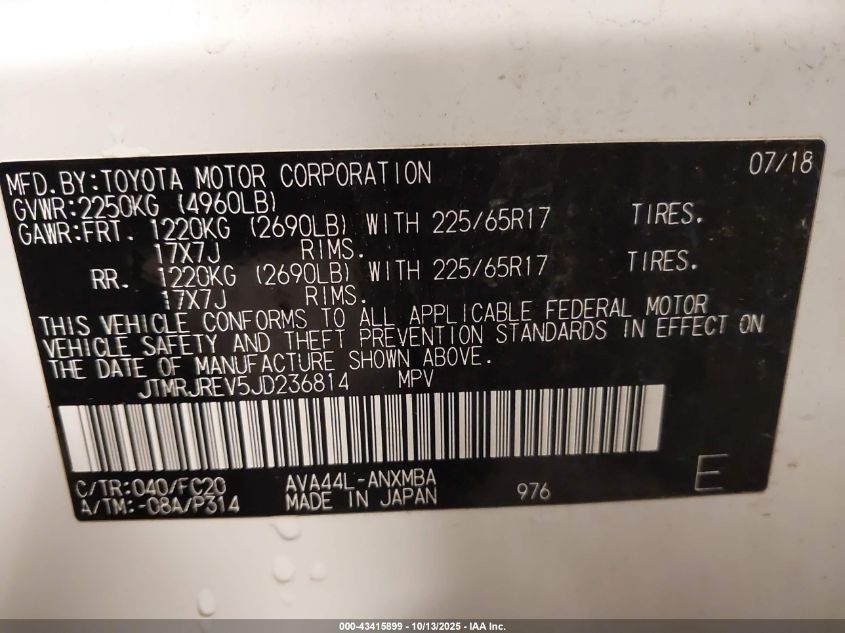 07/18
MFD.BY:TOYOTA MOTOR CORPORATION
GVWR:2250KG (4960LB)
GAWR:FRT. 1220KG (2690LB) WITH 225/65R17 TIRES.
17X7J RIMS.
RR. 1220KG (2690LB) WITH 225/65R17 TIRES.
17X7J RIMS.
THIS VEHICLE CONFORMS TO ALL APPLICABLE FEDERAL MOTOR
VEHICLE SAFETY AND THEFT PREVENTION STANDARDS IN EFFECT ON
THE DATE OF MANUFACTURE SHOWN ABOVE.
JTMRJREV5JD236814 MPV
C/TR:040/FC20 AVA44L-ANXMBA
A/TM:-08A/P314 MADE IN JAPAN 976 E
000-43415899 - 10/13/2025 - IAA Inc.